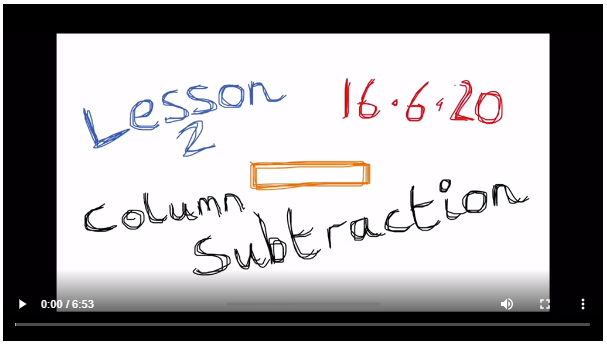 Lesson
2
16.6.20
Column
Subtraction
0:00 / 6:53